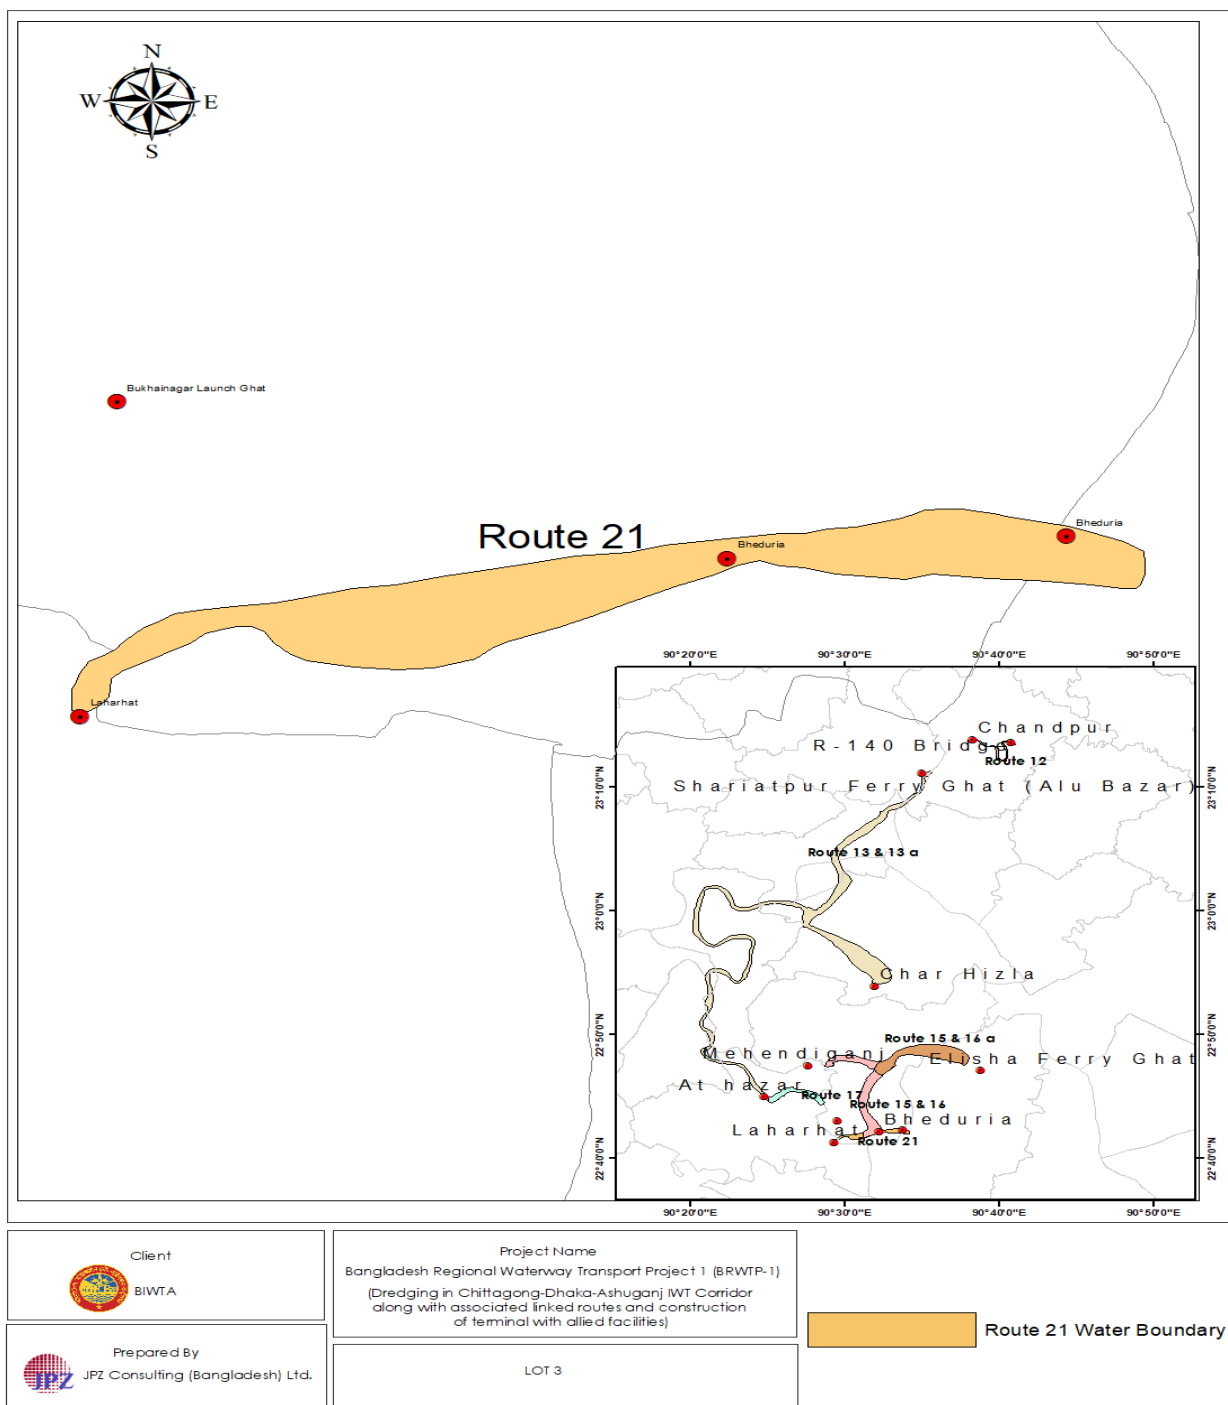 N
W
E
S
Bukhainagar Launch Ghat
Route 21
Bheduria
Bheduria
Laharhat
90°20'0"E
90°30'0"E
90°40'0"E
90°50'0"E
Chandpur
R-140 Bridge
Route 12
Shariatpur Ferry Ghat (Alu Bazar)
23°10'0"N
23°10'0"N
Route 13 & 13 a
23°0'0"N
23°0'0"N
Char Hizla
22°50'0"N
22°50'0"N
Route 15 & 16 a
Mehendiganj
Elisha Ferry Ghat
At hazar
Route 17
Route 15 & 16
Bheduria
Laharhat
Route 21
22°40'0"N
22°40'0"N
90°20'0"E
90°30'0"E
90°40'0"E
90°50'0"E
Client
BIWTA
Prepared By
JPZ
JPZ Consulting (Bangladesh) Ltd.
Project Name
Bangladesh Regional Waterway Transport Project 1 (BRWTP-1)
(Dredging in Chittagong-Dhaka-Ashuganj IWT Corridor
along with associated linked routes and construction
of terminal with allied facilities)
LOT 3
Route 21 Water Boundary